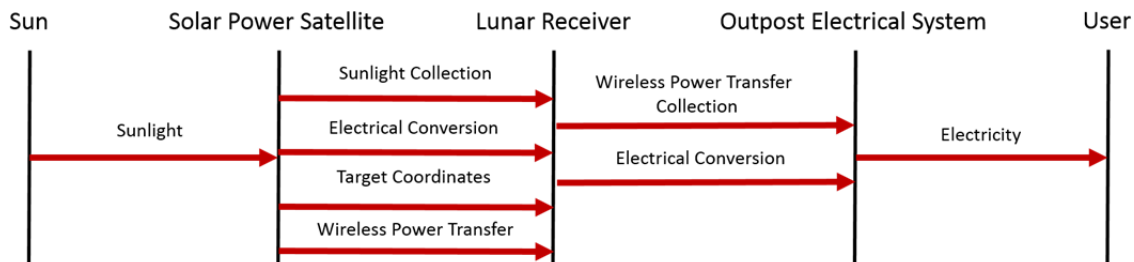 Sun
Solar Power Satellite
Lunar Receiver
Outpost Electrical System
User
Sunlight
Sunlight Collection
Electrical Conversion
Target Coordinates
Wireless Power Transfer
Wireless Power Transfer
Collection
Electrical Conversion
Electricity